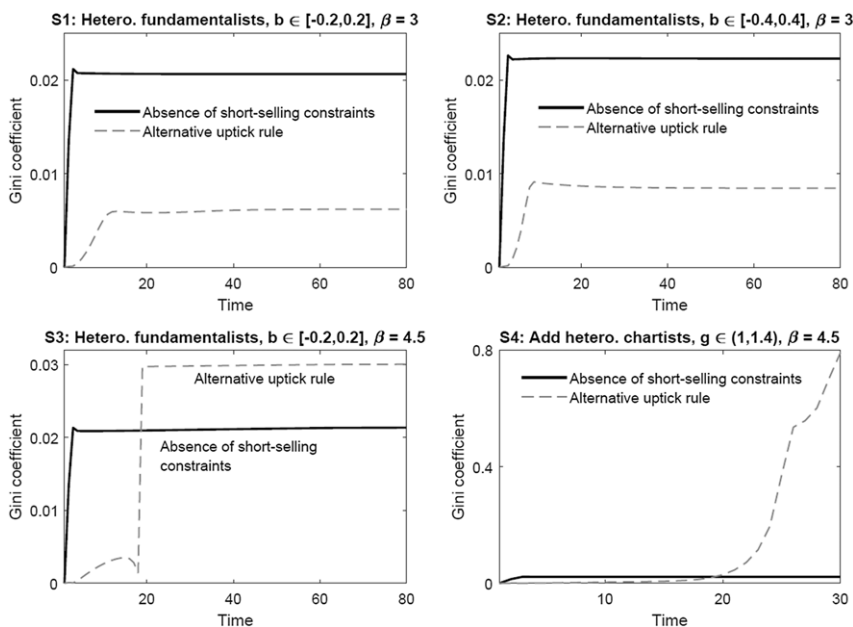 S1: Hetero. fundamentalists, b ∈ [-0.2,0.2], β = 3
Gini coefficient
0.02
0.01
0
Absence of short-selling constraints
Alternative uptick rule
20
40
60
80
Time
S2: Hetero. fundamentalists, b ∈ [-0.4,0.4], β = 3
Gini coefficient
0.02
0.01
0
Absence of short-selling constraints
Alternative uptick rule
20
40
60
80
Time
S3: Hetero. fundamentalists, b ∈ [-0.2,0.2], β = 4.5
Gini coefficient
0.03
0.02
0.01
0
Alternative uptick rule
Absence of short-selling
constraints
20
40
60
80
Time
S4: Add hetero. chartists, g ∈ (1,1.4), β = 4.5
Gini coefficient
0.8
0.4
0
Absence of short-selling constraints
Alternative uptick rule
10
20
30
Time